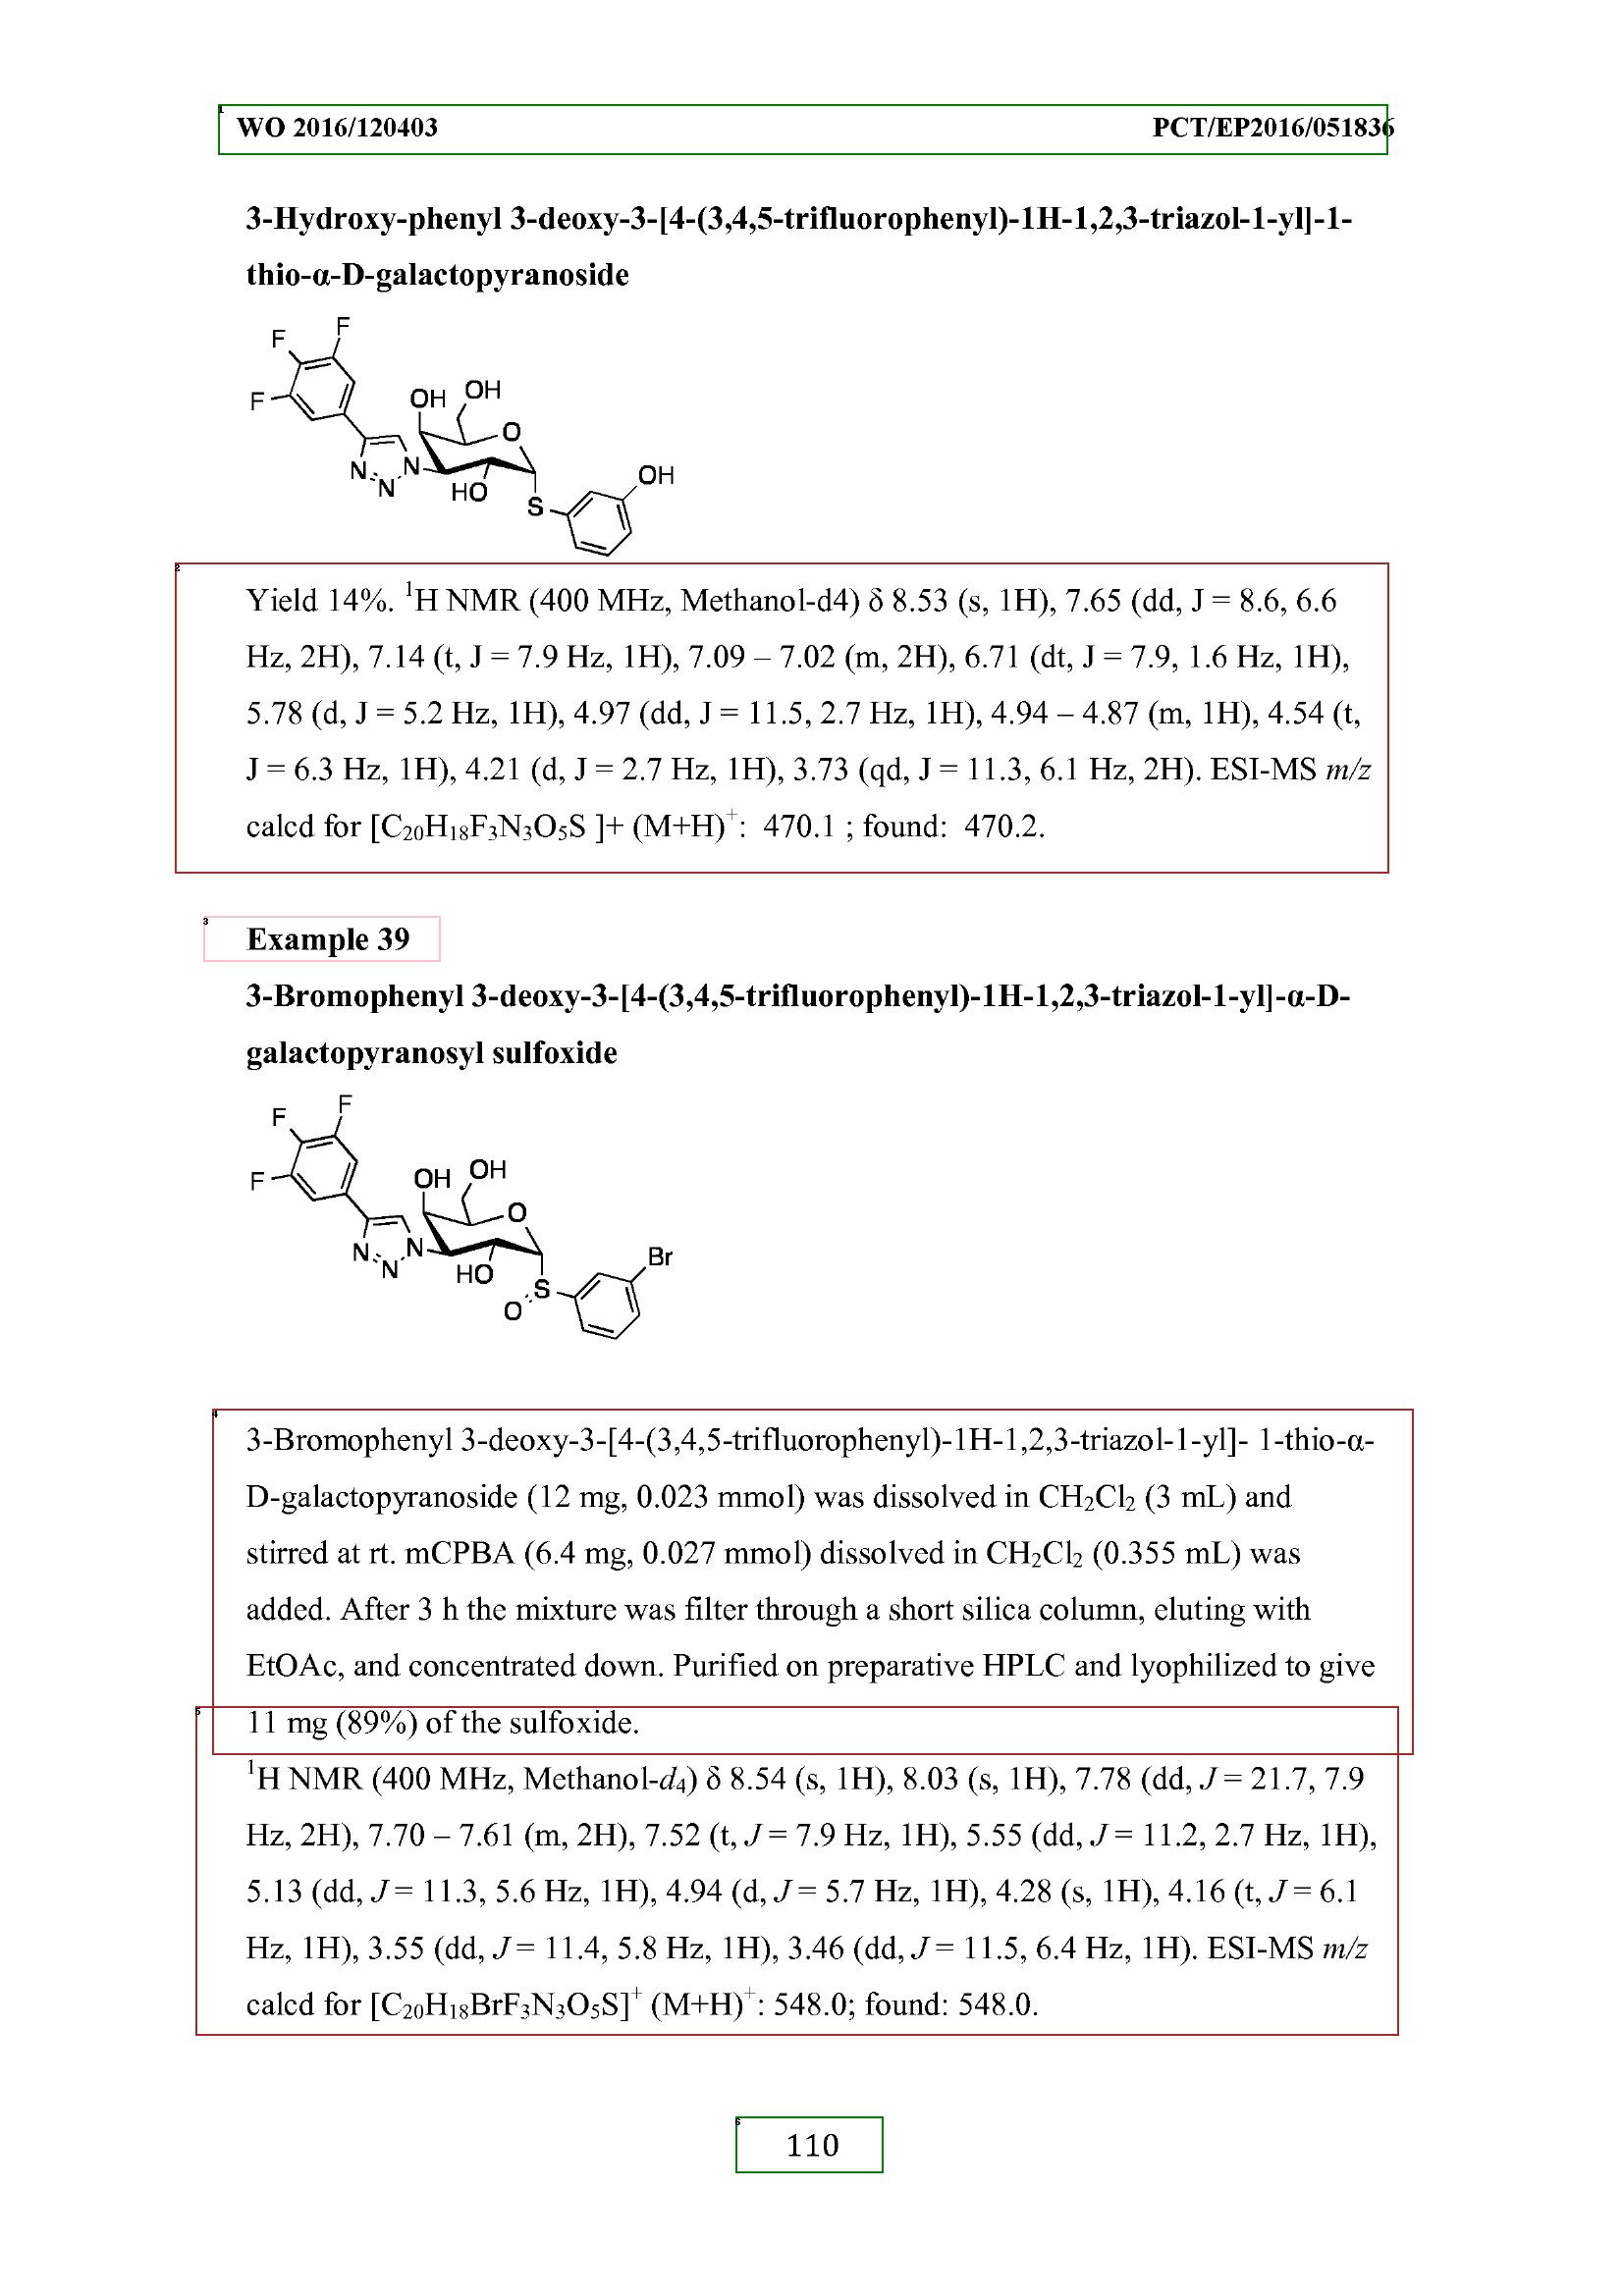 WO 2016/120403 PCT/EP2016/051836
3-Hydroxy-phenyl 3-deoxy-3-[4-(3,4,5-trifluorophenyl)-1H-1,2,3-triazol-1-yl]-1-
thio-α-D-galactopyranoside
F
F
F
OH
OH
O
N
N
N
HO
S
OH
Yield 14%. ¹H NMR (400 MHz, Methanol-d4) δ 8.53 (s, 1H), 7.65 (dd, J = 8.6, 6.6
Hz, 2H), 7.14 (t, J = 7.9 Hz, 1H), 7.09 – 7.02 (m, 2H), 6.71 (dt, J = 7.9, 1.6 Hz, 1H),
5.78 (d, J = 5.2 Hz, 1H), 4.97 (dd, J = 11.5, 2.7 Hz, 1H), 4.94 – 4.87 (m, 1H), 4.54 (t,
J = 6.3 Hz, 1H), 4.21 (d, J = 2.7 Hz, 1H), 3.73 (qd, J = 11.3, 6.1 Hz, 2H). ESI-MS m/z
calcd for [C₂₀H₁₈F₃N₃O₅S ]+ (M+H)⁺: 470.1 ; found: 470.2.
Example 39
3-Bromophenyl 3-deoxy-3-[4-(3,4,5-trifluorophenyl)-1H-1,2,3-triazol-1-yl]-α-D-
galactopyranosyl sulfoxide
F
F
F
OH
OH
O
N
N
N
HO
S
O
Br
3-Bromophenyl 3-deoxy-3-[4-(3,4,5-trifluorophenyl)-1H-1,2,3-triazol-1-yl]- 1-thio-α-
D-galactopyranoside (12 mg, 0.023 mmol) was dissolved in CH₂Cl₂ (3 mL) and
stirred at rt. mCPBA (6.4 mg, 0.027 mmol) dissolved in CH₂Cl₂ (0.355 mL) was
added. After 3 h the mixture was filter through a short silica column, eluting with
EtOAc, and concentrated down. Purified on preparative HPLC and lyophilized to give
11 mg (89%) of the sulfoxide.
¹H NMR (400 MHz, Methanol-d₄) δ 8.54 (s, 1H), 8.03 (s, 1H), 7.78 (dd, J = 21.7, 7.9
Hz, 2H), 7.70 – 7.61 (m, 2H), 7.52 (t, J = 7.9 Hz, 1H), 5.55 (dd, J = 11.2, 2.7 Hz, 1H),
5.13 (dd, J = 11.3, 5.6 Hz, 1H), 4.94 (d, J = 5.7 Hz, 1H), 4.28 (s, 1H), 4.16 (t, J = 6.1
Hz, 1H), 3.55 (dd, J = 11.4, 5.8 Hz, 1H), 3.46 (dd, J = 11.5, 6.4 Hz, 1H). ESI-MS m/z
calcd for [C₂₀H₁₈BrF₃N₃O₅S]⁺ (M+H)⁺: 548.0; found: 548.0.
110